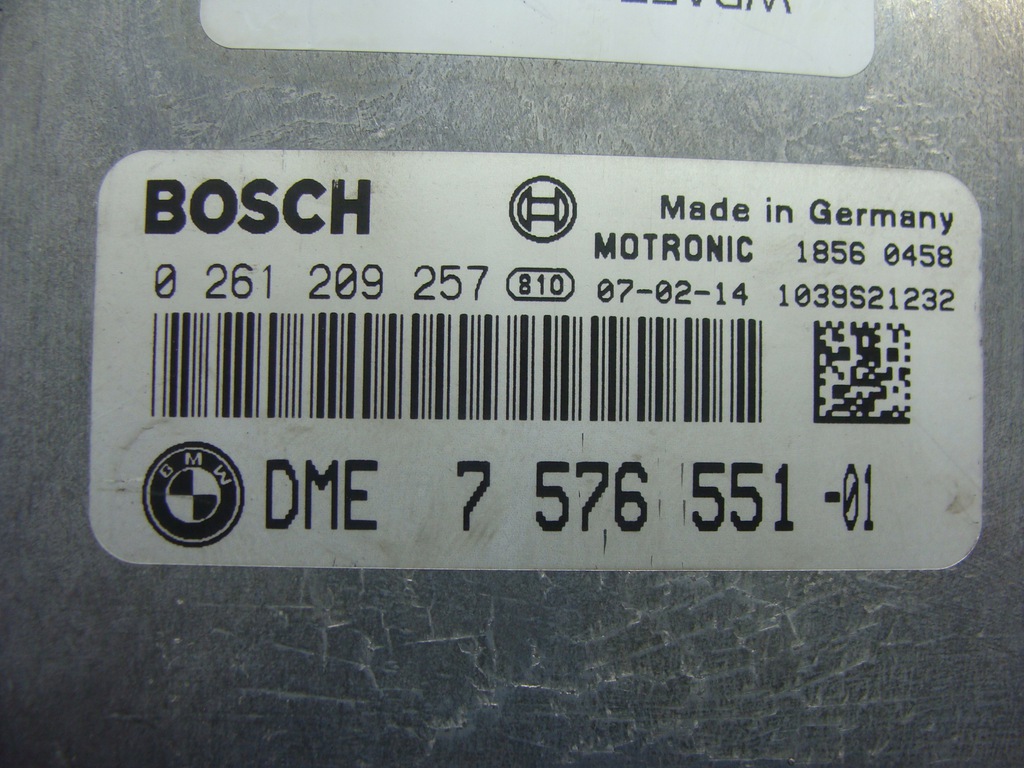 BOSCH
Made in Germany
MOTRONIC 1856 0458
0 261 209 257 810 07-02-14 1039S21232
BMW DME 7 576 551 -01